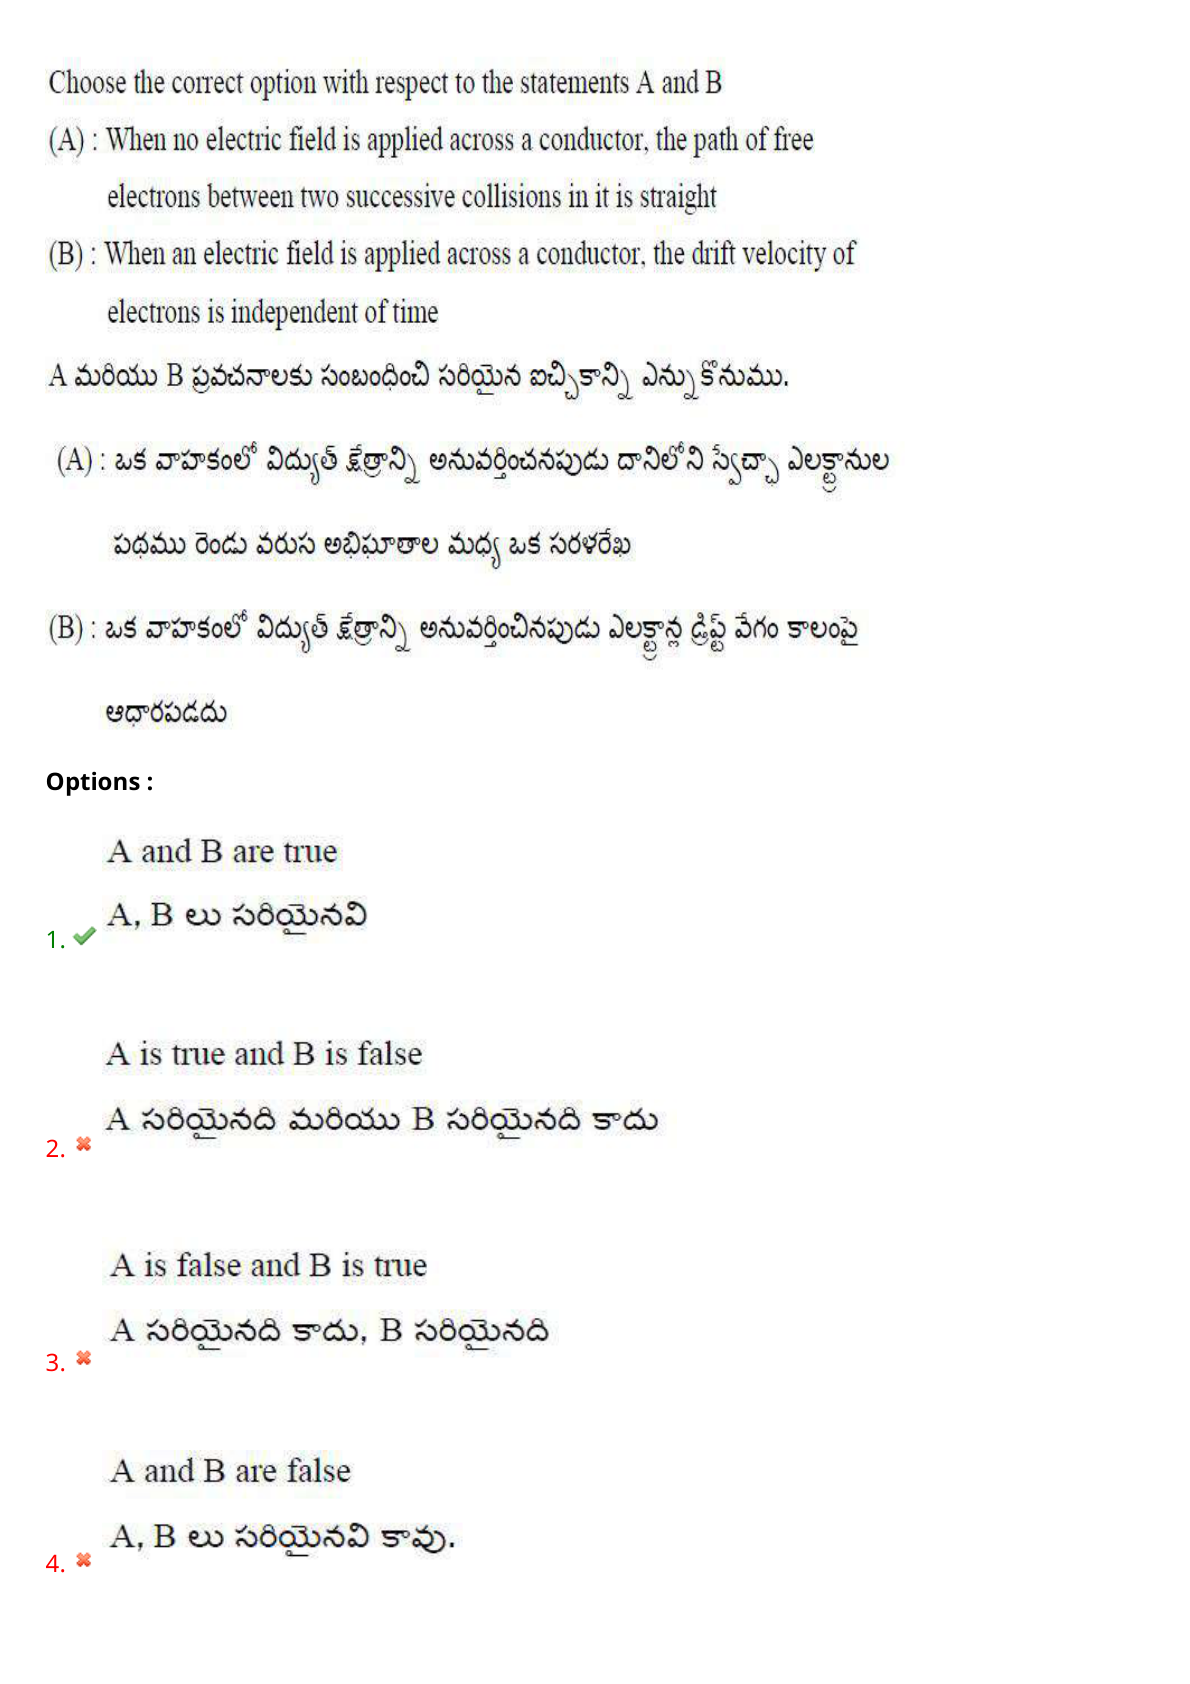 Choose the correct option with respect to the statements A and B
(A) : When no electric field is applied across a conductor, the path of free
electrons between two successive collisions in it is straight
(B) : When an electric field is applied across a conductor, the drift velocity of
electrons is independent of time
A మరియు B ప్రవచనాలకు సంబంధించి సరియైన ఐచ్చికాన్ని ఎన్నుకొనుము.
(A) : ఒక వాహకంలో విద్యుత్ క్షేత్రాన్ని అనువర్తించనపుడు దానిలోని స్వేచ్ఛా ఎలక్ట్రానుల
పథము రెండు వరుస అభిఘాతాల మధ్య ఒక సరళరేఖ
(B) : ఒక వాహకంలో విద్యుత్ క్షేత్రాన్ని అనువర్తించినపుడు ఎలక్ట్రాన్ల డ్రిప్ట్ వేగం కాలంపై
ఆధారపడదు
Options :
A and B are true
A, B లు సరియైనవి
1.
A is true and B is false
A సరియైనది మరియు B సరియైనది కాదు
2.
A is false and B is true
A సరియైనది కాదు, B సరియైనది
3.
A and B are false
A, B లు సరియైనవి కావు.
4.